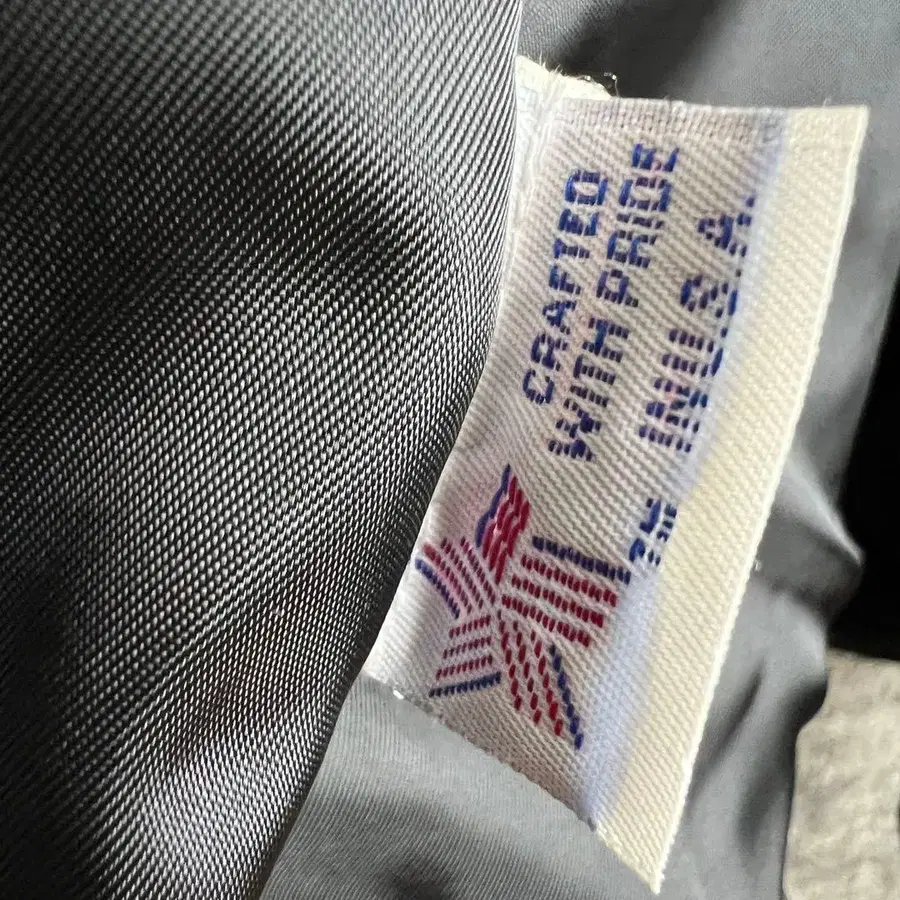 CRAFTED
WITH PRIDE
IN U.S.A.